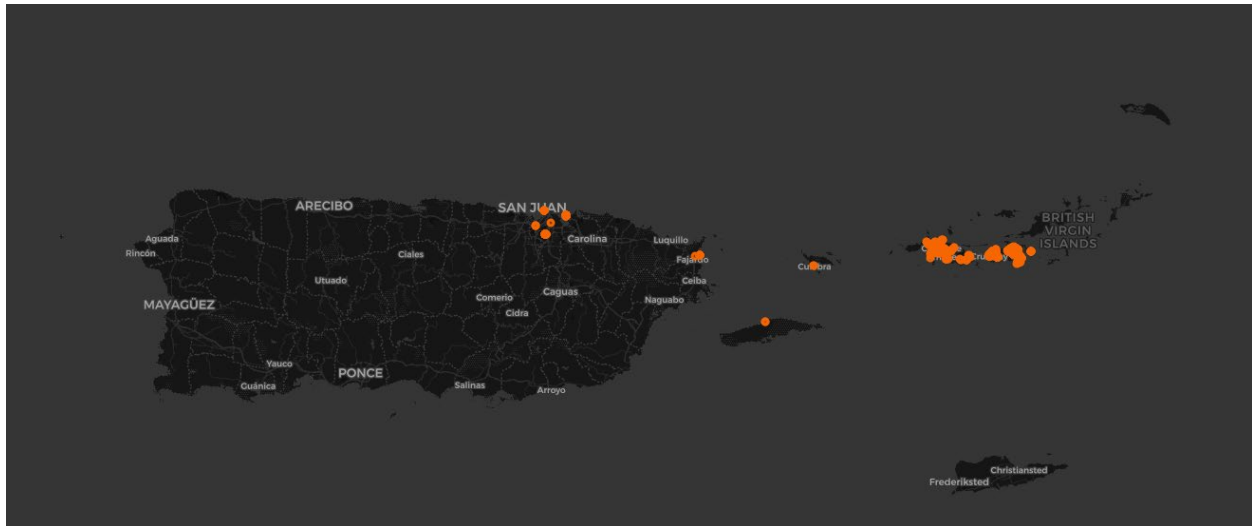 ARECIBO
SAN JUAN
BRITISH
VIRGIN
ISLANDS
Aguada
Rincón
Ciales
Carolina
Luquillo
Fajardo
Ceiba
Utuado
Comerio
Caguas
Cidra
Naguabo
MAYAGÜEZ
Yauco
PONCE
Guánica
Salinas
Arroyo
Christiansted
Frederiksted